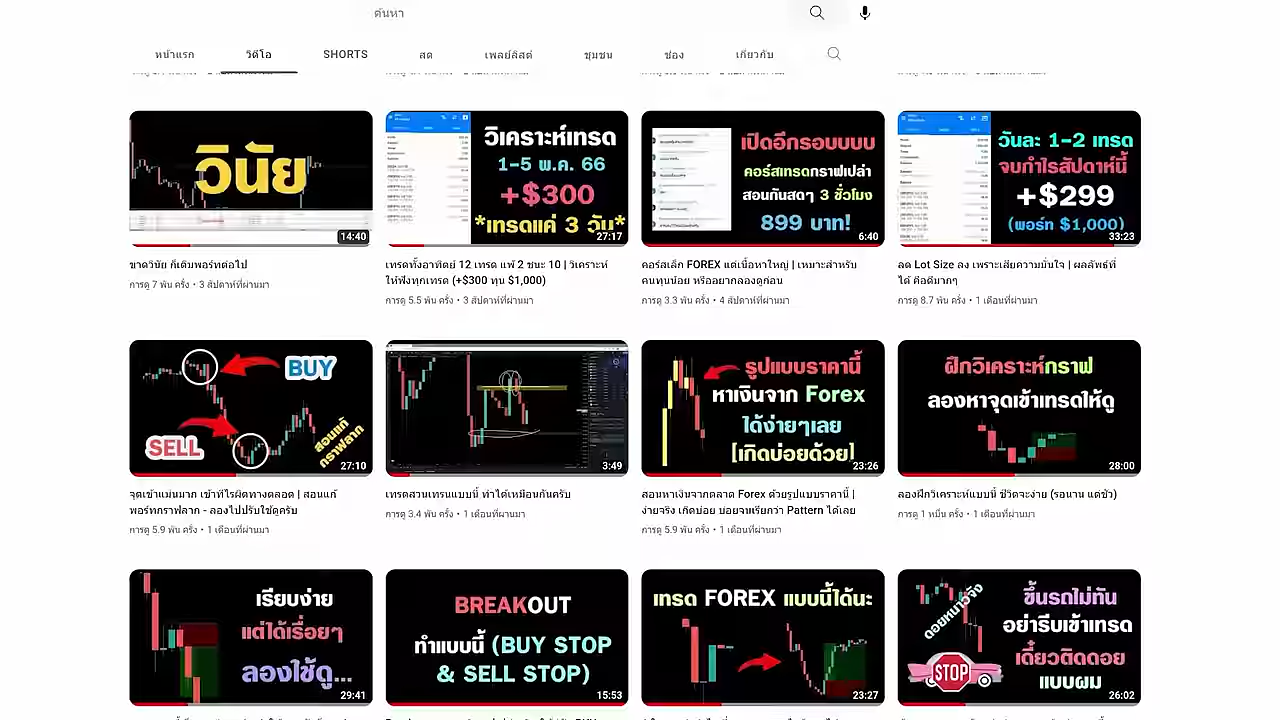 ค้นหา
หน้าแรก
วิดีโอ
SHORTS
สด
เพลย์ลิสต์
ชุมชน
ช่อง
เกี่ยวกับ
วินัย
14:40
วิเคราะห์เทรด
1-5 พ.ค. 66
+$300
*เทรดแค่ 3 วัน*
27:17
เปิดอีกรอบบบบ
คอร์สเทรดกราฟเปล่า
สอนกันสดๆ 3 ชั่วโมง
899 บาท!
6:40
วันละ 1-2 เทรด
จบกำไรสัปดาห์นี้
+$299
(พอร์ท $1,000)
33:23
ขาดวินัย ก็เติมพอร์ทต่อไป
การดู 7 พัน ครั้ง • 3 สัปดาห์ที่ผ่านมา
เทรดทั้งอาทิตย์ 12 เทรด แพ้ 2 ชนะ 10 | วิเคราะห์
ให้ฟังทุกเทรด (+$300 ทุน $1,000)
การดู 5.5 พัน ครั้ง • 3 สัปดาห์ที่ผ่านมา
คอร์สเล็ก FOREX แต่เนื้อหาใหญ่ | เหมาะสำหรับ
คนทุนน้อย หรืออยากลองดูก่อน
การดู 3.3 พัน ครั้ง • 4 สัปดาห์ที่ผ่านมา
ลด Lot Size ลง เพราะเสียความมั่นใจ | ผลลัพธ์ที่
ได้ คือดีมากๆ
การดู 8.7 พัน ครั้ง • 1 เดือนที่ผ่านมา
BUY
SELL
สอนแก้
กราฟลาก
27:10
3:49
รูปแบบราคานี้
หาเงินจาก Forex
ได้ง่ายๆเลย
[เกิดบ่อยด้วย]
23:26
ฝึกวิเคราะห์กราฟ
ลองหาจุดเข้าเทรดให้ดู
28:00
จุดเข้าแม่นมาก เข้าทีไรผิดทางตลอด | สอนแก้
พอร์ทกราฟลาก - ลองไปปรับใช้ดูครับ
การดู 5.9 พัน ครั้ง • 1 เดือนที่ผ่านมา
เทรดสวนเทรนแบบนี้ ทำได้เหมือนกันครับ
การดู 3.4 พัน ครั้ง • 1 เดือนที่ผ่านมา
สอนหาเงินจากตลาด Forex ด้วยรูปแบบราคานี้ |
ง่ายจริง เกิดบ่อย บ่อยจนเรียกว่า Pattern ได้เลย
การดู 5.9 พัน ครั้ง • 1 เดือนที่ผ่านมา
ลองฝึกวิเคราะห์แบบนี้ ชีวิตจะง่าย (รอนาน แต่ชัว)
การดู 1 หมื่น ครั้ง • 1 เดือนที่ผ่านมา
เรียบง่าย
แต่ได้เรื่อยๆ
ลองใช้ดู...
29:41
BREAKOUT
ทำแบบนี้ (BUY STOP
& SELL STOP)
15:53
เทรด FOREX แบบนี้ได้นะ
23:27
ดอยหนาวจัง
ขึ้นรถไม่ทัน
อย่ารีบเข้าเทรด
เดี๋ยวติดดอย
แบบผม
STOP
26:02